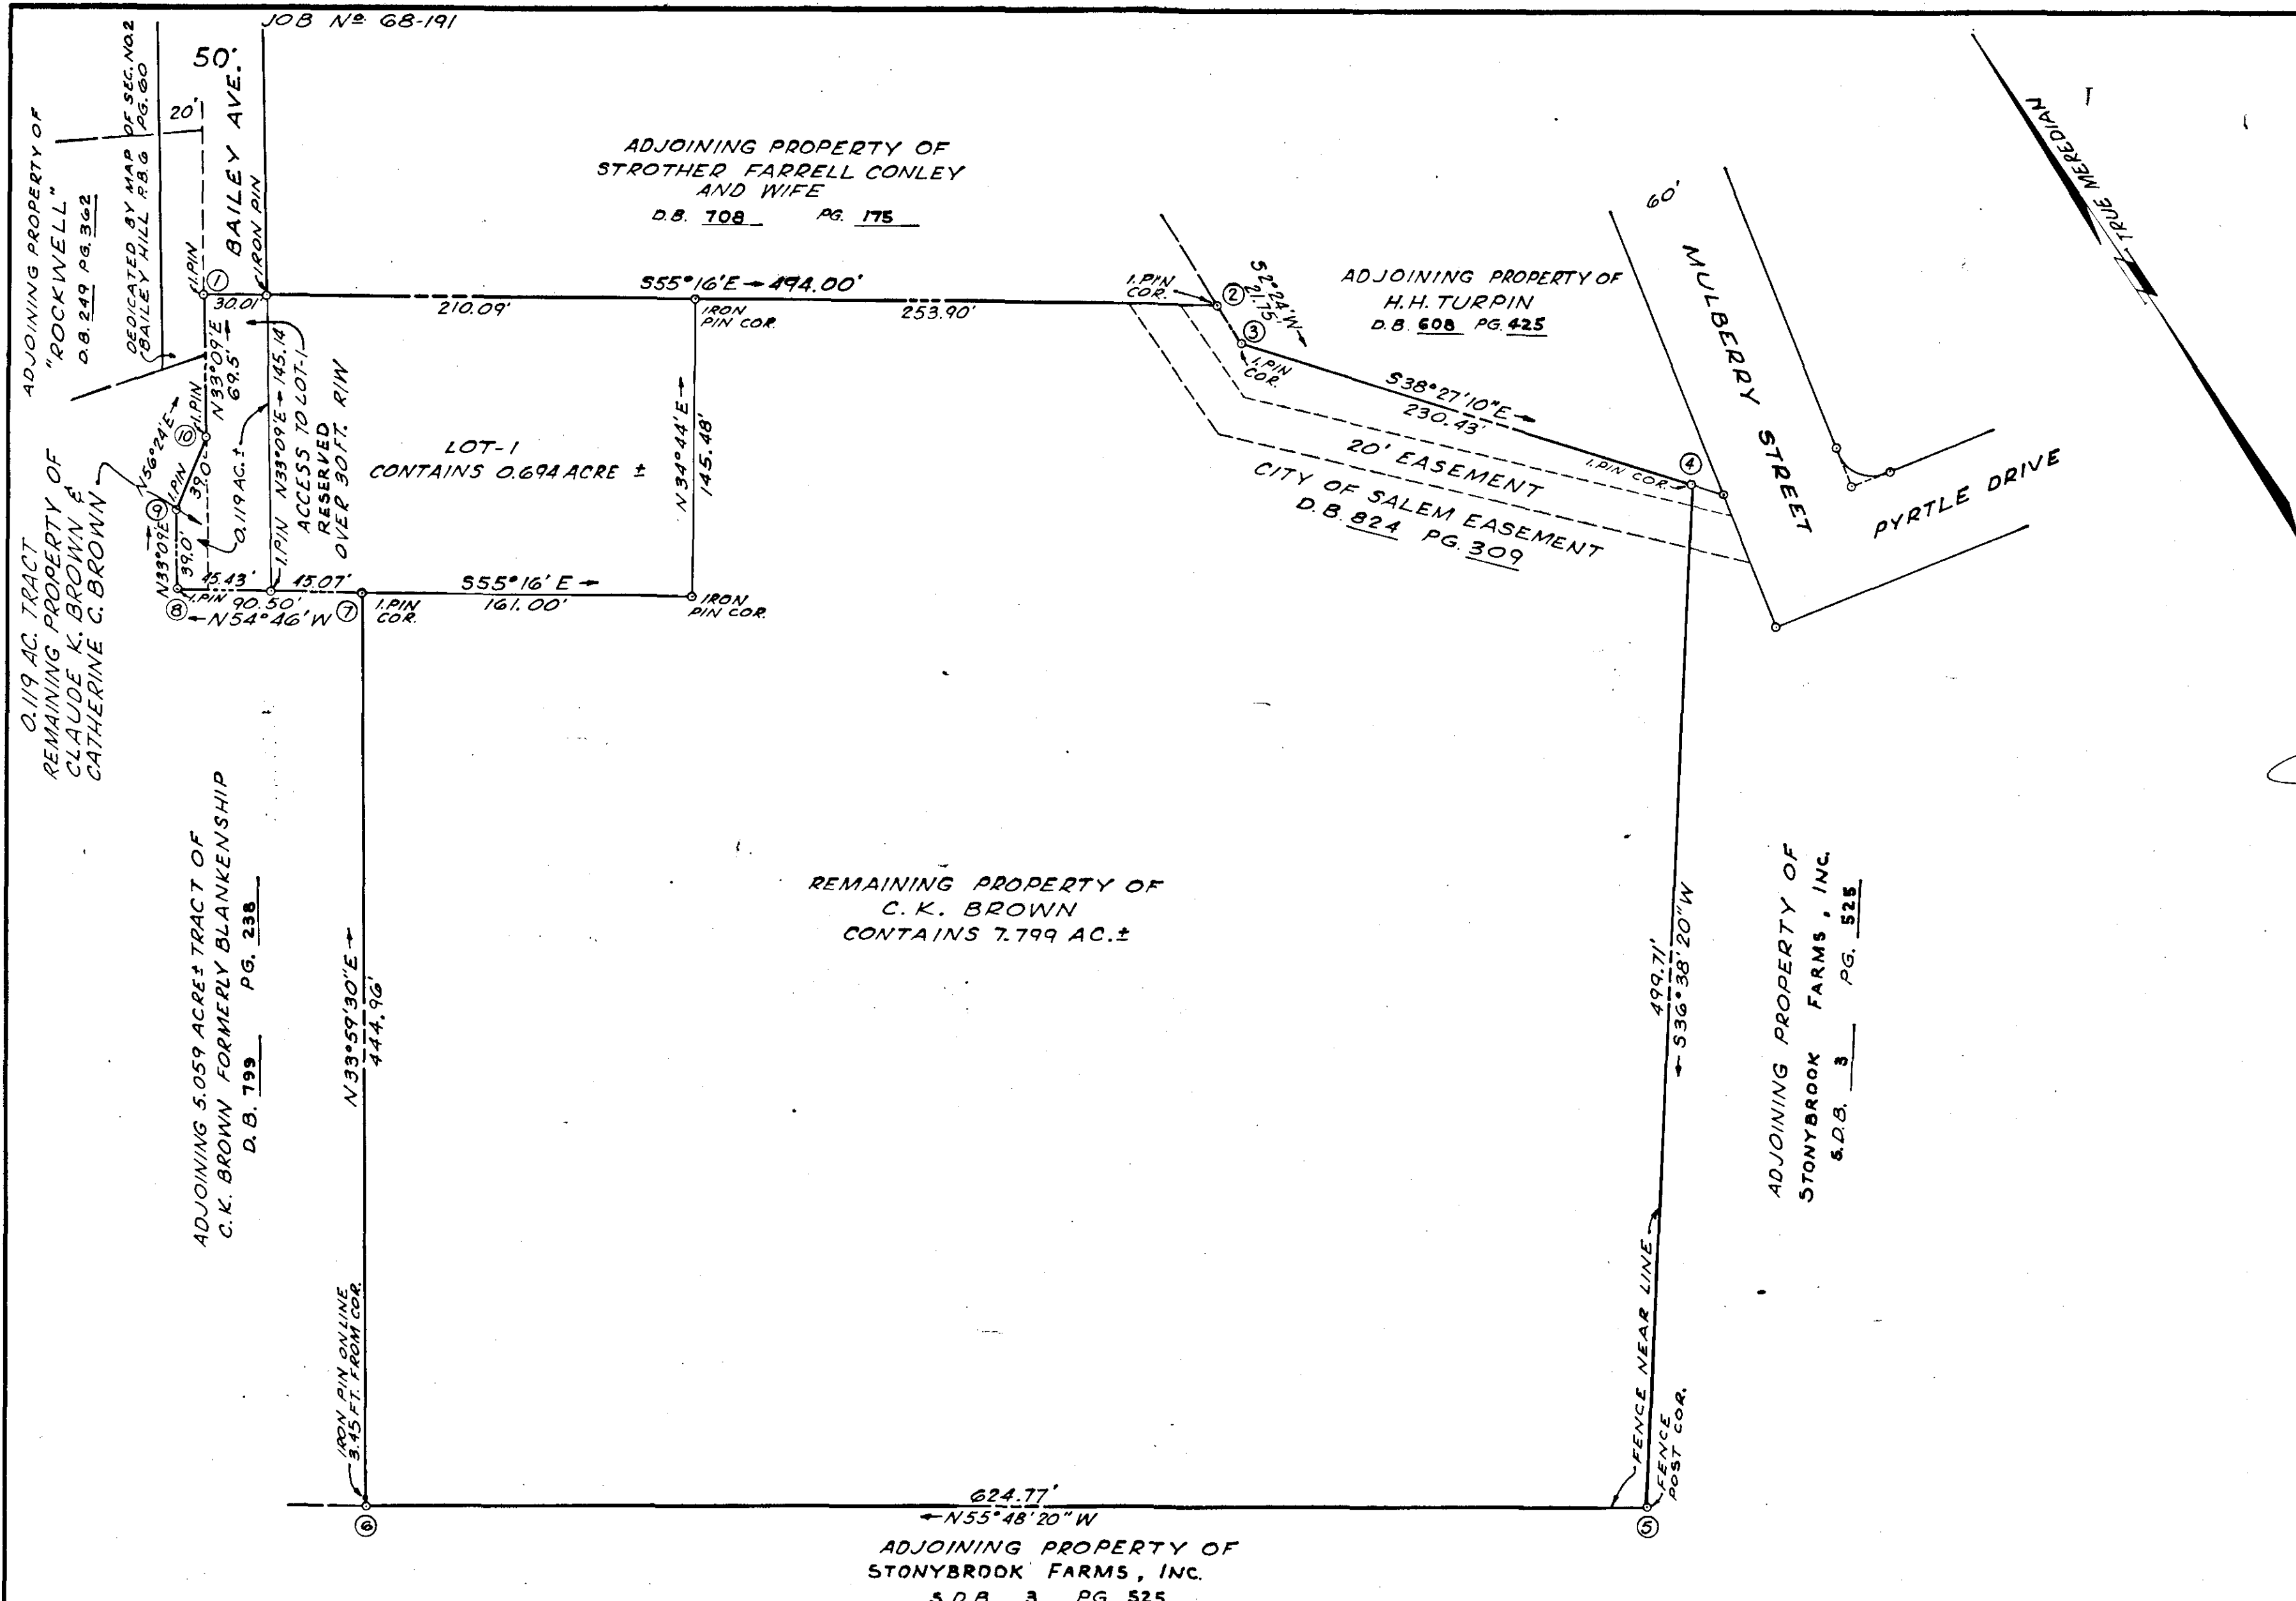 JOB Nº 68-191
50'
BAILEY AVE.
20'
DEDICATED BY MAP OF SEC. NO.2
BAILEY HILL P.B.6 PG.60
ADJOINING PROPERTY OF
"ROCKWELL"
D.B. 249 PG. 362
I.PIN
IRON PIN
ADJOINING PROPERTY OF
STROTHER FARRELL CONLEY
AND WIFE
D.B. 708 PG. 175
TRUE MEREDIAN
60'
MULBERRY STREET
PYRTLE DRIVE
ADJOINING PROPERTY OF
H.H. TURPIN
D.B. 608 PG. 425
1
30.01'
S55°16'E → 494.00'
210.09'
IRON
PIN COR.
253.90'
I.PIN
COR.
2
S2°24'W →
21.75'
3
I.PIN
COR.
S38°27'10"E →
230.43'
I.PIN COR.
4
20' EASEMENT
CITY OF SALEM EASEMENT
D.B. 824 PG. 309
N33°09'E →
69.5'
I.PIN
10
N56°24'E →
39.0'
I.PIN
9
N33°09'E →
39.0'
8
0.119 AC.±
N33°09'E → 145.14'
I.PIN
ACCESS TO LOT-1
RESERVED
OVER 30 FT. R/W
LOT-1
CONTAINS 0.694 ACRE ±
N34°44'E →
145.48'
45.43'
45.07'
I.PIN
90.50'
← N54°46'W
7
I.PIN
COR.
S55°16'E →
161.00'
IRON
PIN COR.
0.119 AC. TRACT
REMAINING PROPERTY OF
CLAUDE K. BROWN &
CATHERINE C. BROWN
ADJOINING 5.059 ACRE± TRACT OF
C.K. BROWN FORMERLY BLANKENSHIP
D.B. 799 PG. 238
N33°59'30"E →
444.96'
REMAINING PROPERTY OF
C.K. BROWN
CONTAINS 7.799 AC.±
499.71'
← S36°38'20"W
ADJOINING PROPERTY OF
STONYBROOK FARMS, INC.
S.D.B. 3 PG. 525
IRON PIN ON LINE
3.45 FT. FROM COR.
FENCE NEAR LINE
FENCE
POST COR.
6
624.77'
← N55°48'20"W
5
ADJOINING PROPERTY OF
STONYBROOK FARMS, INC.
S.D.B. 3 PG. 525